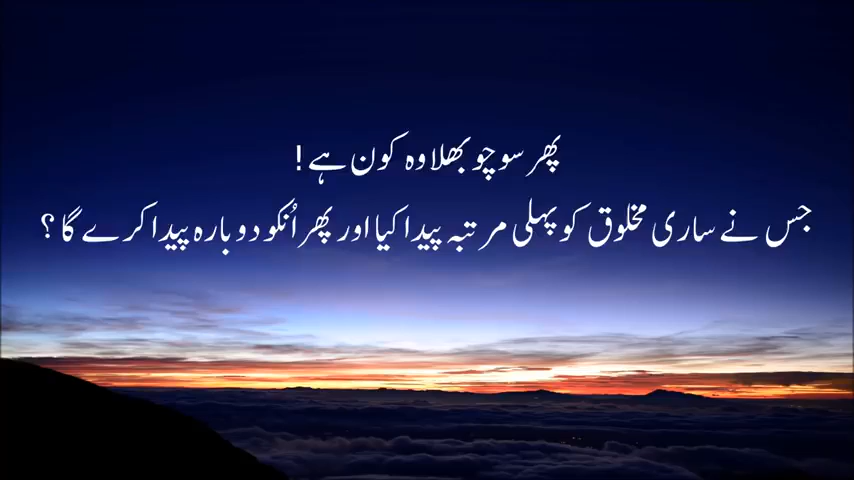 پھر سوچو بھلا وہ کون ہے!
جس نے ساری مخلوق کو پہلی مرتبہ پیدا کیا اور پھر اُنکو دوبارہ پیدا کرے گا ؟